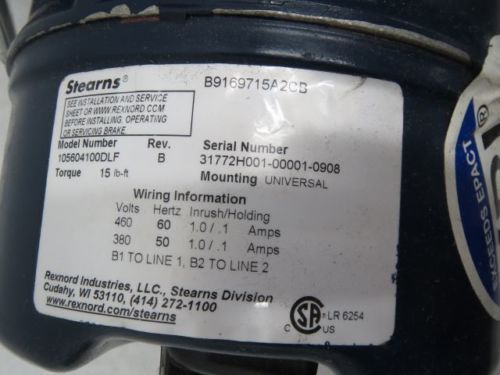 Stearns® B9169715A2CB
SEE INSTALLATION AND SERVICE
SHEET OR WWW.REXNORD.COM
BEFORE INSTALLING, OPERATING
OR SERVICING BRAKE.
Model Number Rev. Serial Number
105604100DLF B 31772H001-00001-0908
Torque 15 lb-ft Mounting UNIVERSAL
Wiring Information
Volts Hertz Inrush/Holding
460 60 1.0 / .1 Amps
380 50 1.0 / .1 Amps
B1 TO LINE 1, B2 TO LINE 2
Rexnord Industries, LLC., Stearns Division
Cudahy, WI 53110, (414) 272-1100
rexnord.com/stearns
C SA ® LR 6254
US
EEDS EPACT
®